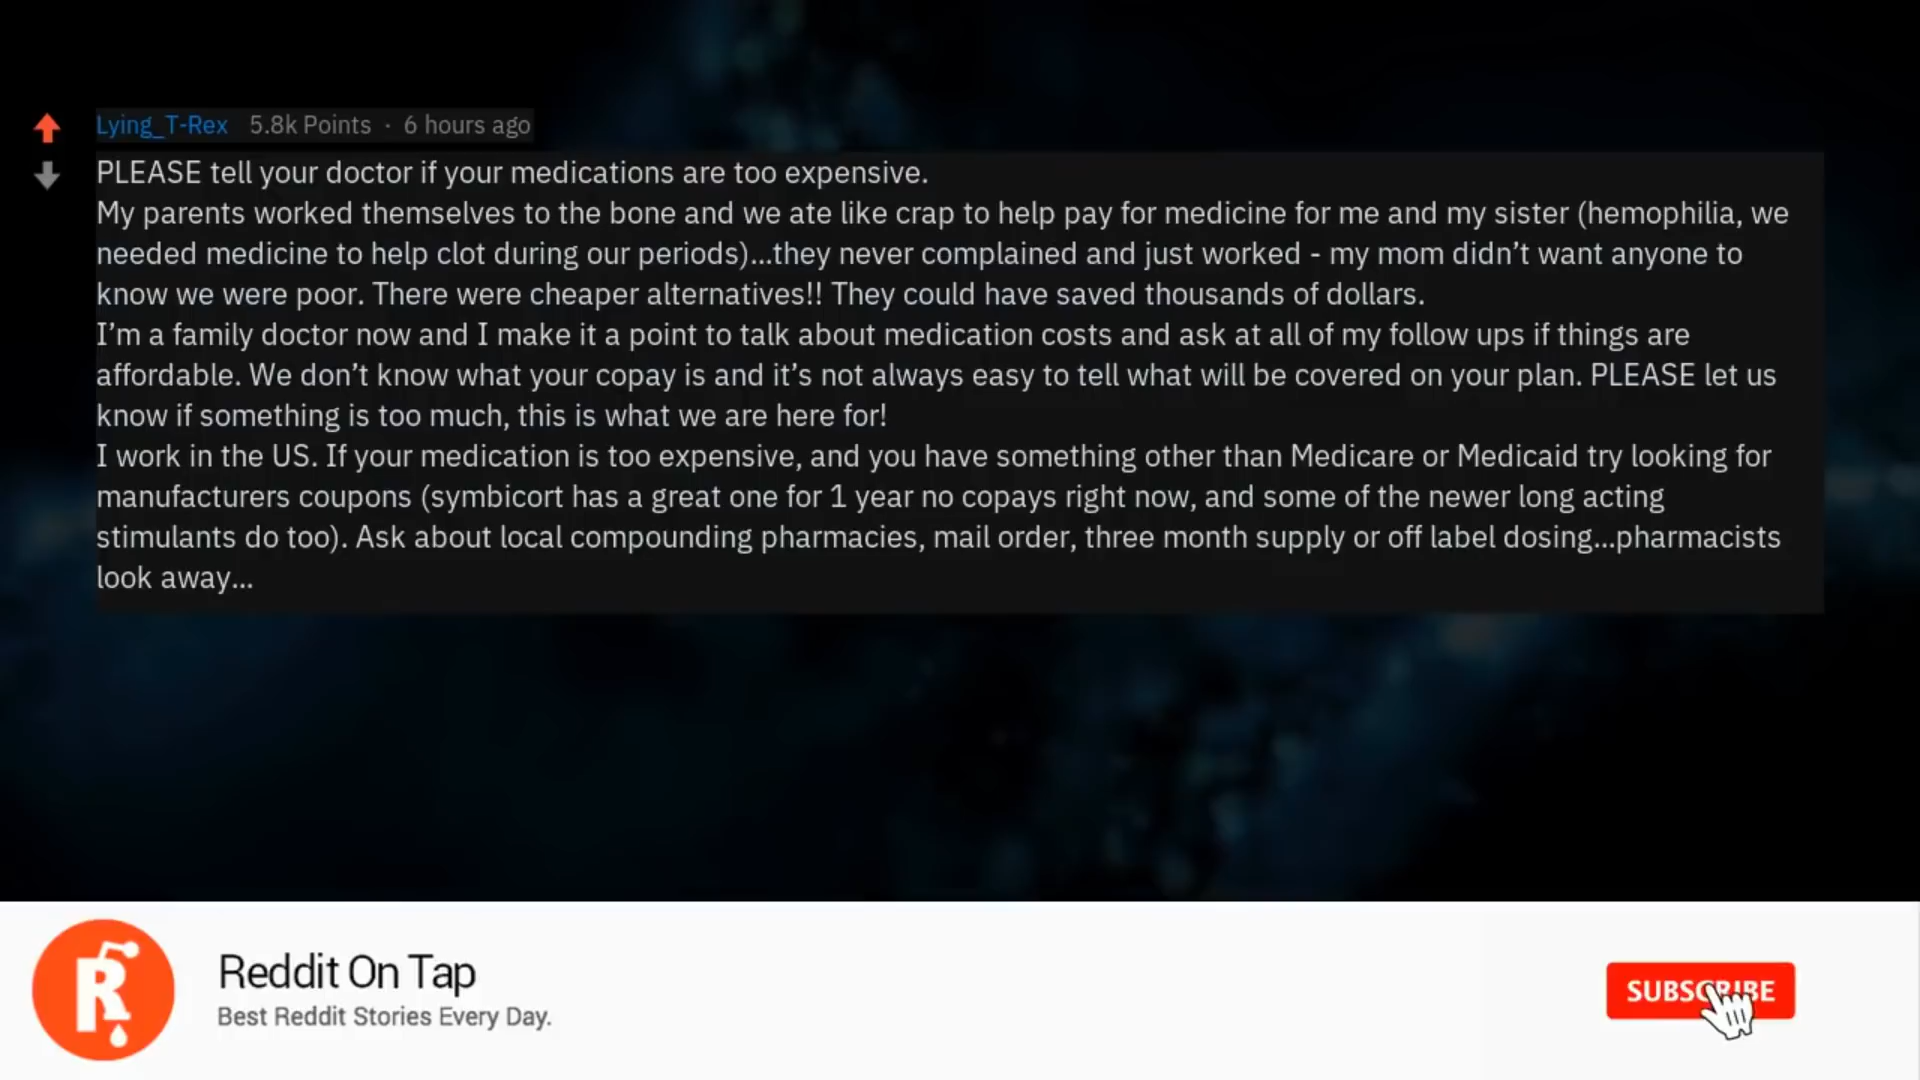 Lying_T-Rex 5.8k Points · 6 hours ago
PLEASE tell your doctor if your medications are too expensive.
My parents worked themselves to the bone and we ate like crap to help pay for medicine for me and my sister (hemophilia, we
needed medicine to help clot during our periods)...they never complained and just worked - my mom didn’t want anyone to
know we were poor. There were cheaper alternatives!! They could have saved thousands of dollars.
I’m a family doctor now and I make it a point to talk about medication costs and ask at all of my follow ups if things are
affordable. We don’t know what your copay is and it’s not always easy to tell what will be covered on your plan. PLEASE let us
know if something is too much, this is what we are here for!
I work in the US. If your medication is too expensive, and you have something other than Medicare or Medicaid try looking for
manufacturers coupons (symbicort has a great one for 1 year no copays right now, and some of the newer long acting
stimulants do too). Ask about local compounding pharmacies, mail order, three month supply or off label dosing...pharmacists
look away...
R
Reddit On Tap
Best Reddit Stories Every Day.
SUBSCRIBE